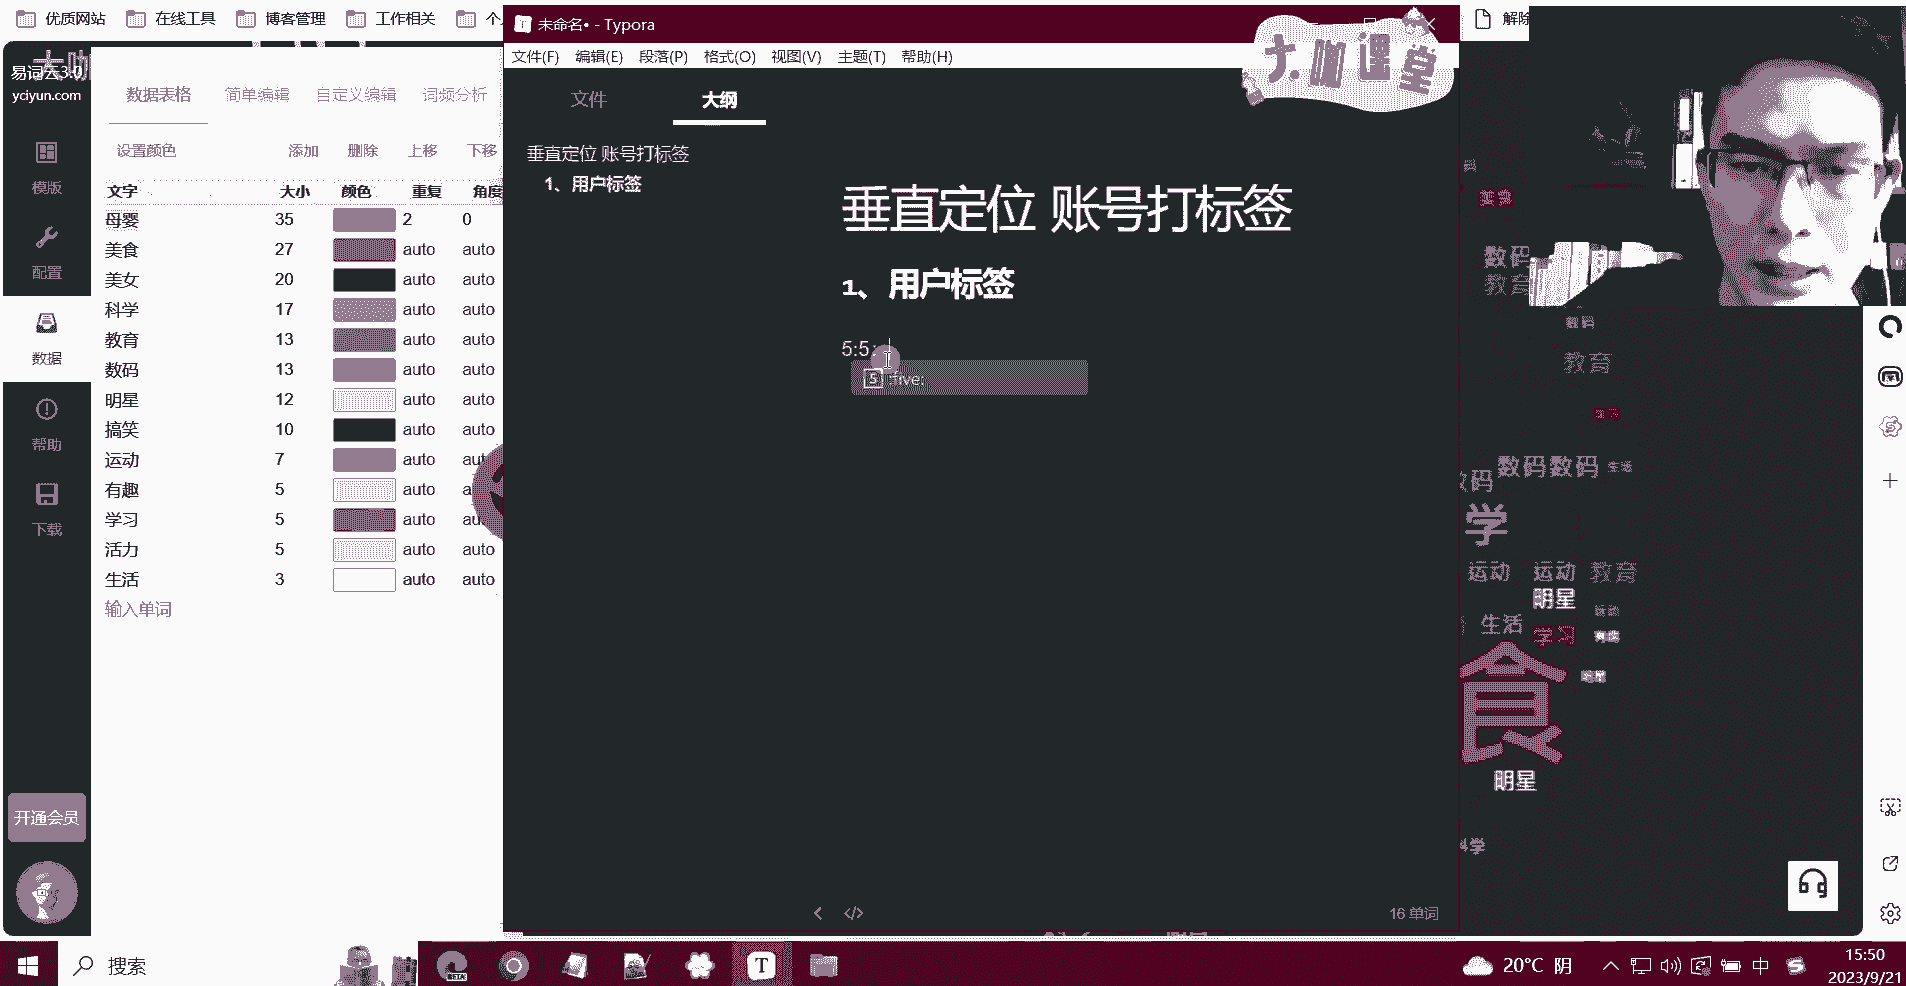 优质网站
在线工具
博客管理
工作相关
易词云3.0
yciyun.com
模版
配置
数据
帮助
下载
开通会员
数据表格 简单编辑 自定义编辑 词频分析
设置颜色 添加 删除 上移 下移
文字 大小 颜色 重复 角度
母婴 35 2 0
美食 27 auto auto
美女 20 auto auto
科学 17 auto auto
教育 13 auto auto
数码 13 auto auto
明星 12 auto auto
搞笑 10 auto auto
运动 7 auto auto
有趣 5 auto
学习 5 auto
活力 5 auto auto
生活 3 auto auto
输入单词
未命名• - Typora
文件(F) 编辑(E) 段落(P) 格式(O) 视图(V) 主题(T) 帮助(H)
大咖课堂
文件 大纲
垂直定位 账号打标签
1、用户标签
垂直定位 账号打标签
1、用户标签
5:5:
5 :five:
16 单词
解除
数码
教育
数码
教育
数码数码 生活
学
运动 运动 教育
明星
生活 学习
食
明星
搜索
20°C 阴
中
15:50
2023/9/21